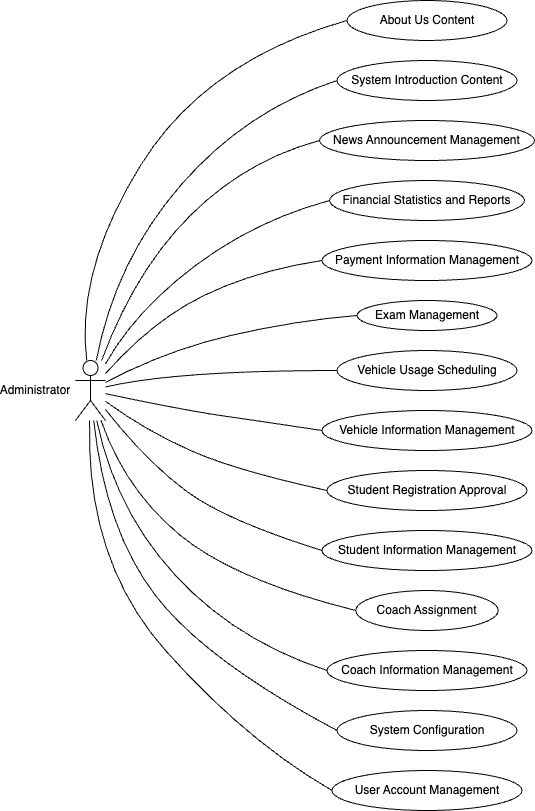 About Us Content
System Introduction Content
News Announcement Management
Financial Statistics and Reports
Payment Information Management
Exam Management
Vehicle Usage Scheduling
Administrator
Vehicle Information Management
Student Registration Approval
Student Information Management
Coach Assignment
Coach Information Management
System Configuration
User Account Management